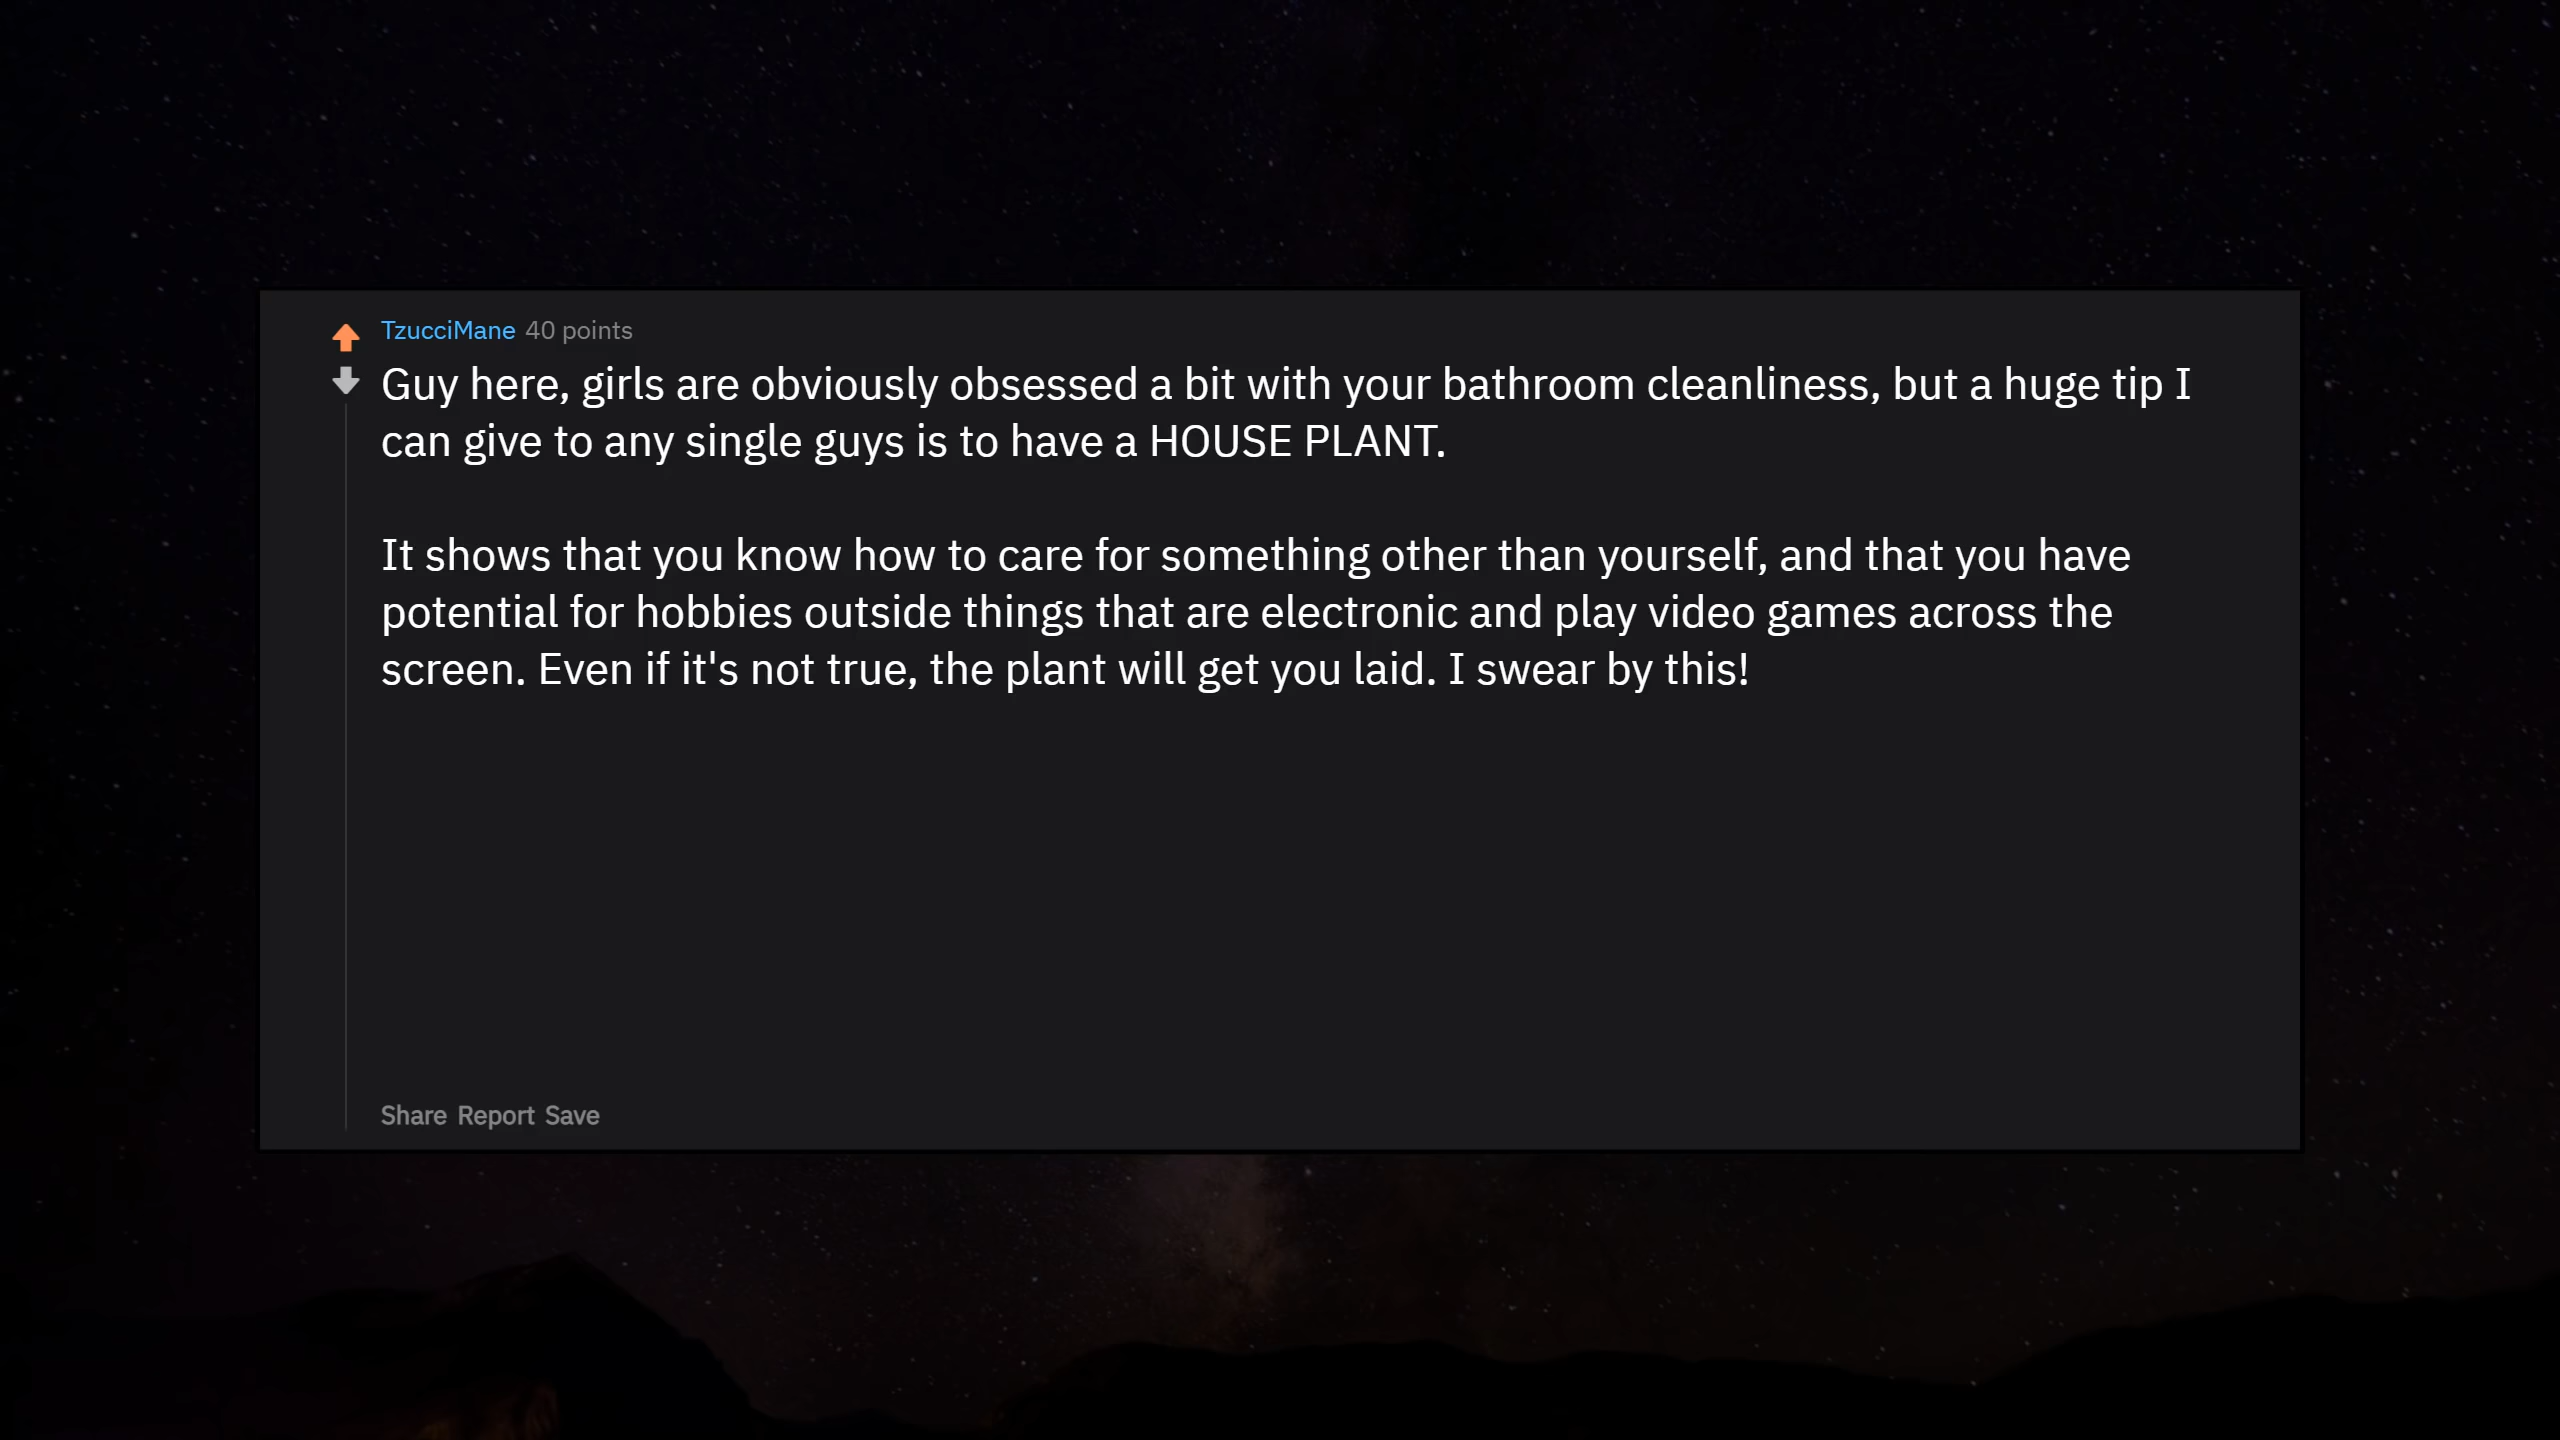 TzucciMane 40 points
Guy here, girls are obviously obsessed a bit with your bathroom cleanliness, but a huge tip I
can give to any single guys is to have a HOUSE PLANT.
It shows that you know how to care for something other than yourself, and that you have
potential for hobbies outside things that are electronic and play video games across the
screen. Even if it's not true, the plant will get you laid. I swear by this!
Share Report Save